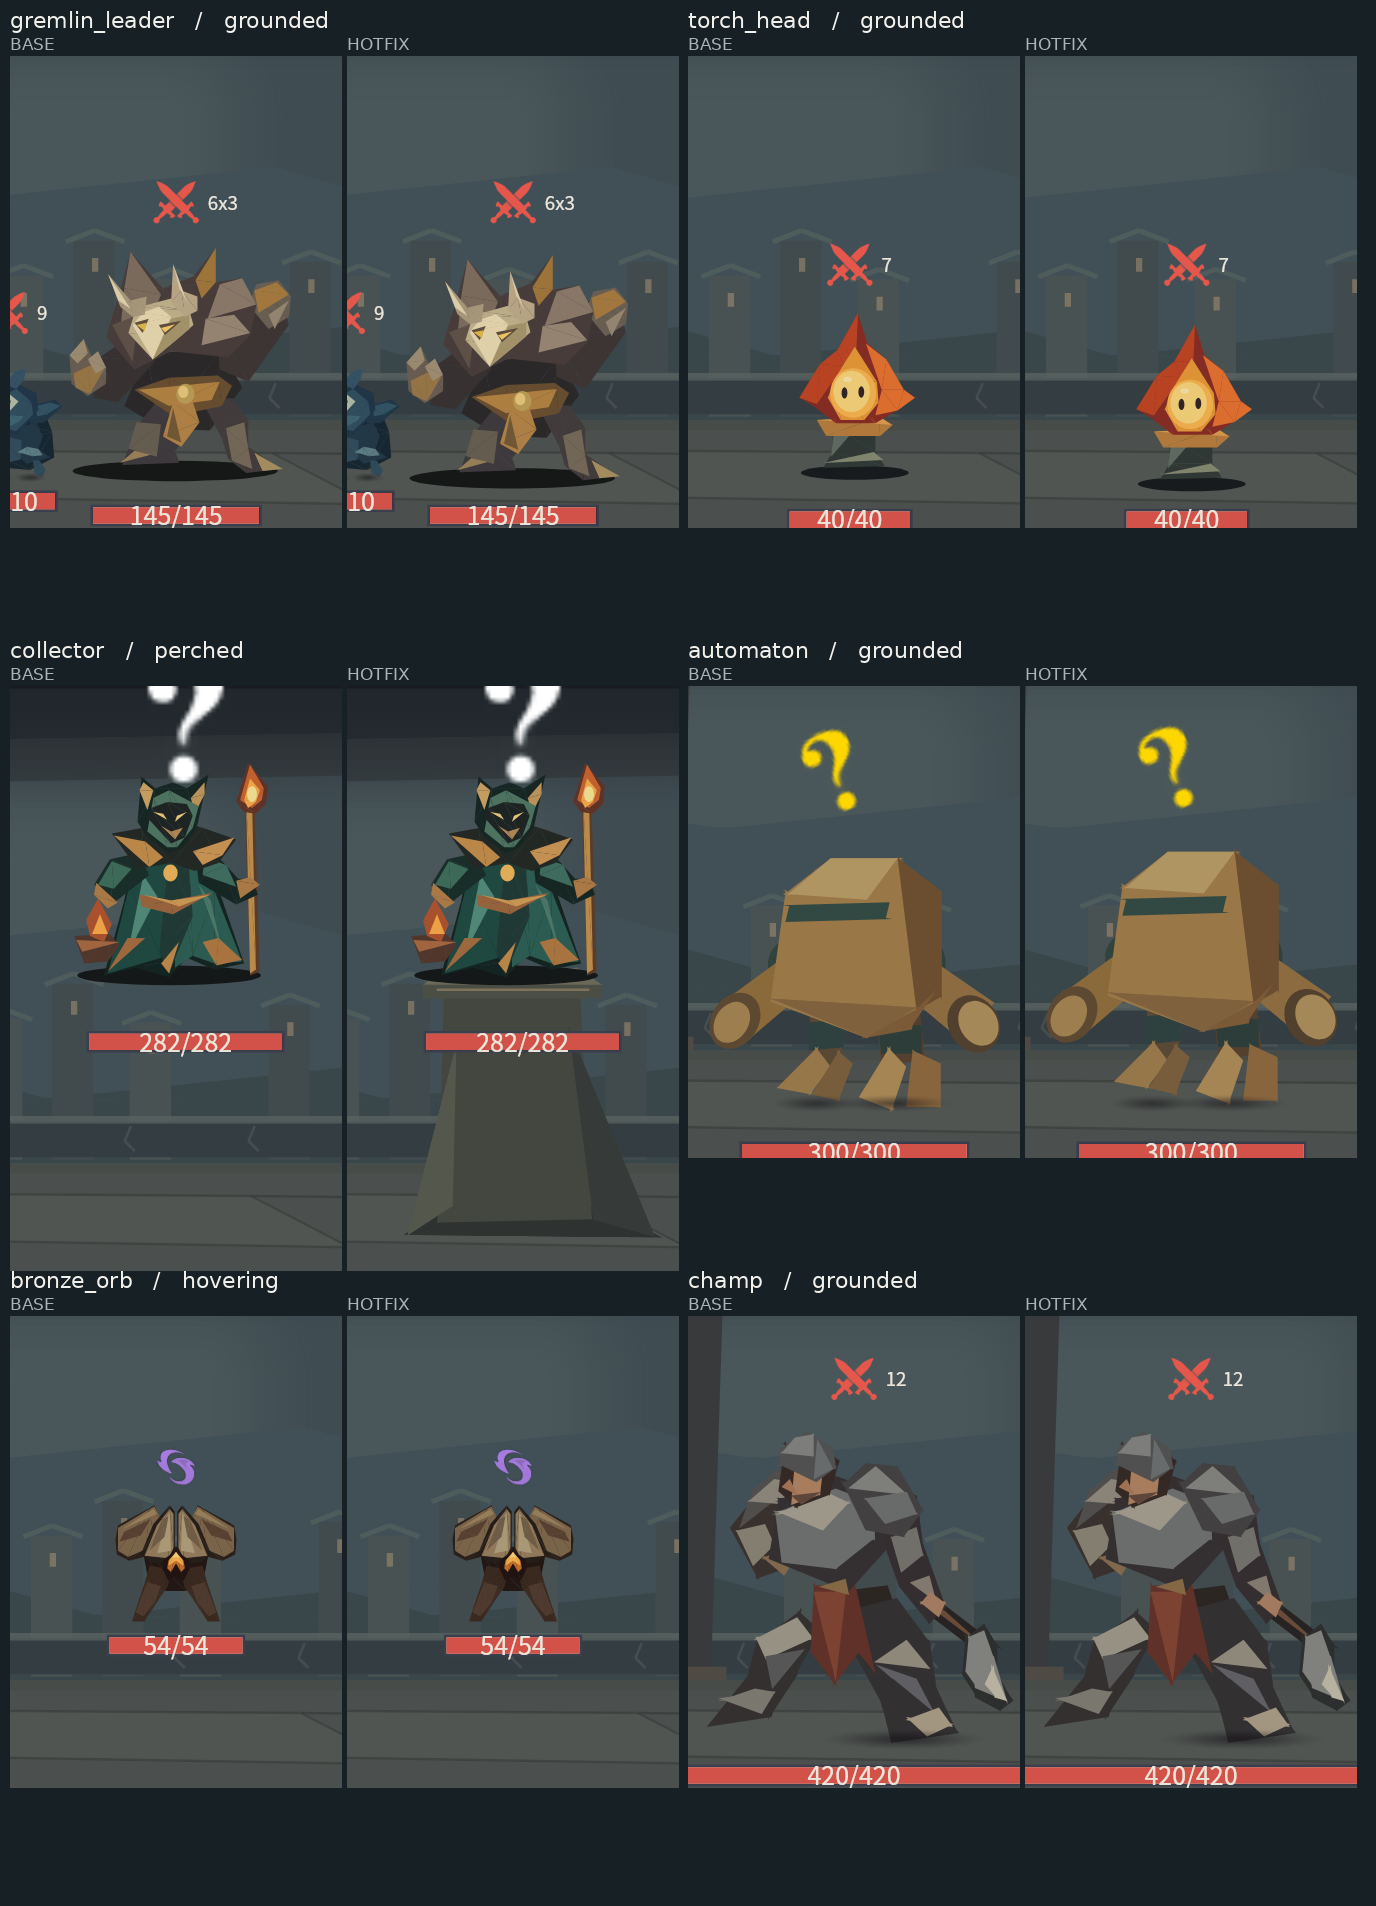 gremlin_leader / grounded
torch_head / grounded
BASE
HOTFIX
BASE
HOTFIX
6x3
6x3
7
7
9
9
10
145/145
10
145/145
40/40
40/40
collector / perched
automaton / grounded
BASE
HOTFIX
BASE
HOTFIX
?
?
?
?
282/282
282/282
300/300
300/300
bronze_orb / hovering
champ / grounded
BASE
HOTFIX
BASE
HOTFIX
12
12
54/54
54/54
420/420
420/420